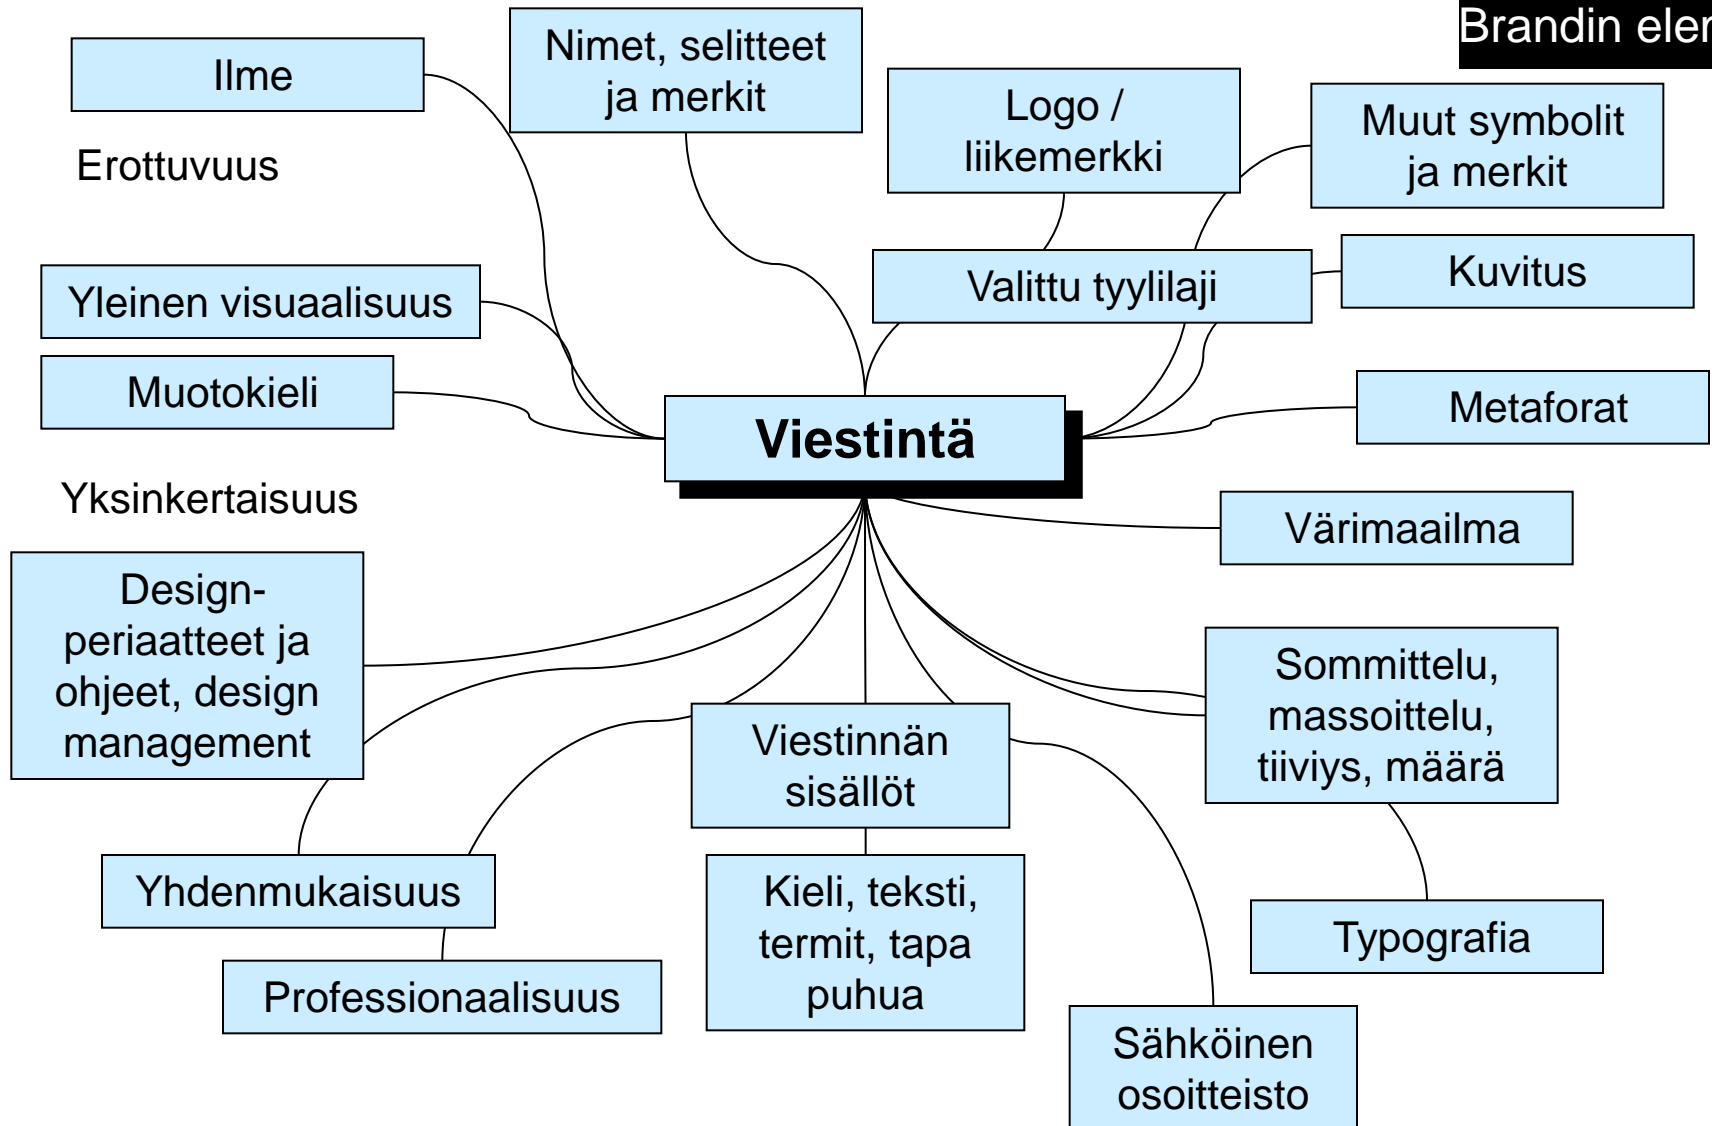 Brandin eler
Ilme
Nimet, selitteet
ja merkit
Logo /
liikemerkki
Muut symbolit
ja merkit
Erottuvuus
Yleinen visuaalisuus
Valittu tyylilaji
Kuvitus
Muotokieli
Viestintä
Metaforat
Yksinkertaisuus
Värimaailma
Design-
periaatteet ja
ohjeet, design
management
Sommittelu,
massoittelu,
tiiviys, määrä
Viestinnän
sisällöt
Yhdenmukaisuus
Kieli, teksti,
termit, tapa
puhua
Typografia
Professionaalisuus
Sähköinen
osoitteisto